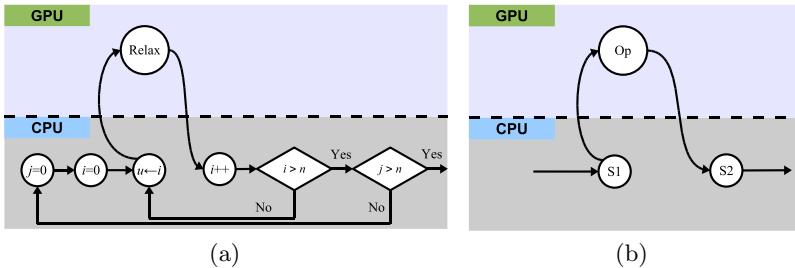 GPU
Relax
CPU
j=0
i=0
u←i
i++
i > n
Yes
j > n
Yes
No
No
(a)
GPU
Op
CPU
S1
S2
(b)